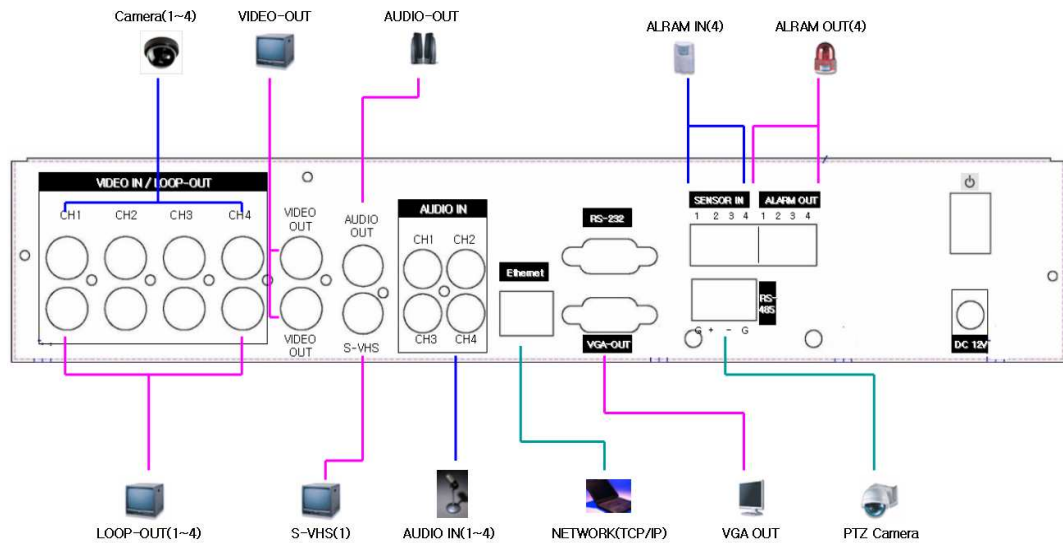 Camera(1~4)
VIDEO-OUT
AUDIO-OUT
ALRAM IN(4)
ALRAM OUT(4)
VIDEO IN / LOOP-OUT
CH1 CH2 CH3 CH4
VIDEO
OUT
AUDIO
OUT
AUDIO IN
CH1 CH2
CH3 CH4
VIDEO
OUT
S-VHS
Ethernet
RS-232
VGA-OUT
SENSOR IN
ALARM OUT
1 2 3 4 1 2 3 4
RS-
485
G + - G
DC 12V
LOOP-OUT(1~4)
S-VHS(1)
AUDIO IN(1~4)
NETWORK(TCP/IP)
VGA OUT
PTZ Camera